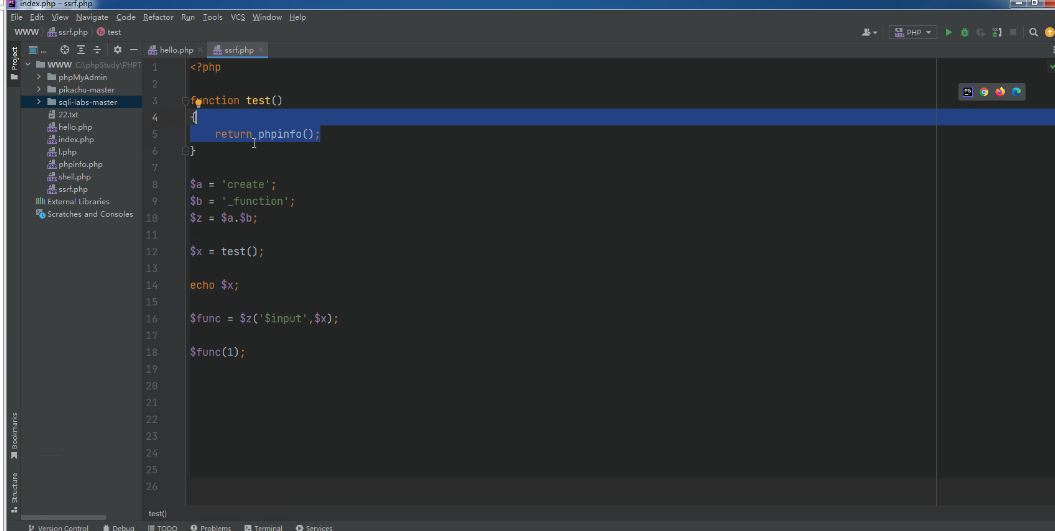 index.php – ssrf.php
File Edit View Navigate Code Refactor Run Tools VCS Window Help
WWW ssrf.php test
PHP
Project
hello.php ssrf.php
WWW C:\phpStudy\PHPT
phpMyAdmin
pikachu-master
sqli-labs-master
22.txt
hello.php
index.php
l.php
phpinfo.php
shell.php
ssrf.php
External Libraries
Scratches and Consoles
1 <?php
2
3 function test()
4 {
5 return phpinfo();
6 }
7
8 $a = 'create';
9 $b = '_function';
10 $z = $a.$b;
11
12 $x = test();
13
14 echo $x;
15
16 $func = $z('$input',$x);
17
18 $func(1);
19
20
21
22
23
24
25
26
Bookmarks
Structure
test()
Version Control Debug TODO Problems Terminal Services